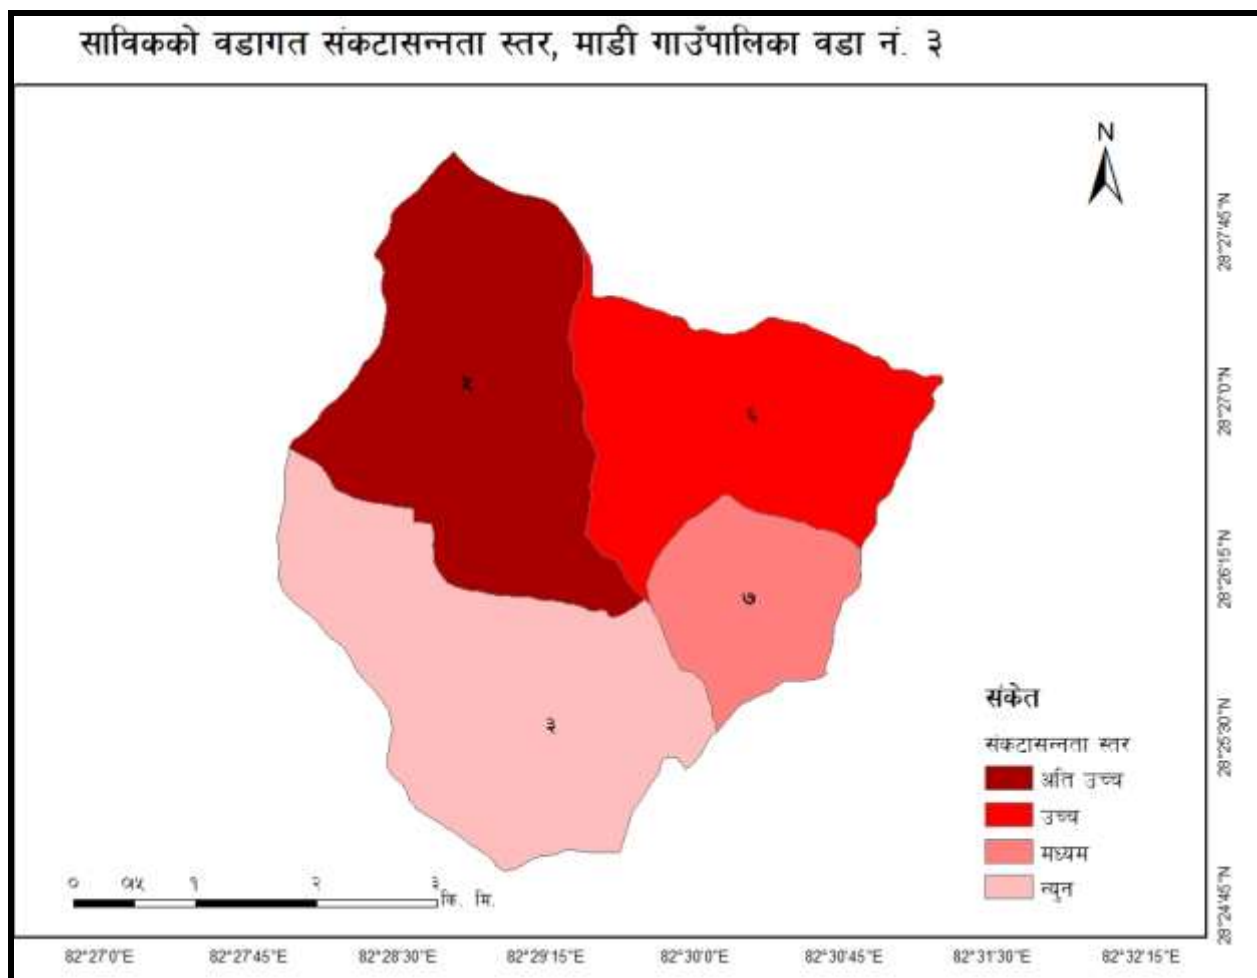 साविकको वडागत संकटासन्नता स्तर, माडी गाउँपालिका वडा नं. ३
N
28°27'45"N
28°27'0"N
28°26'15"N
28°25'30"N
28°24'45"N
७
३
संकेत
संकटासन्नता स्तर
अति उच्च
उच्च
मध्यम
न्युन
० ०.५ १ २ ३
कि. मि.
82°27'0"E 82°27'45"E 82°28'30"E 82°29'15"E 82°30'0"E 82°30'45"E 82°31'30"E 82°32'15"E